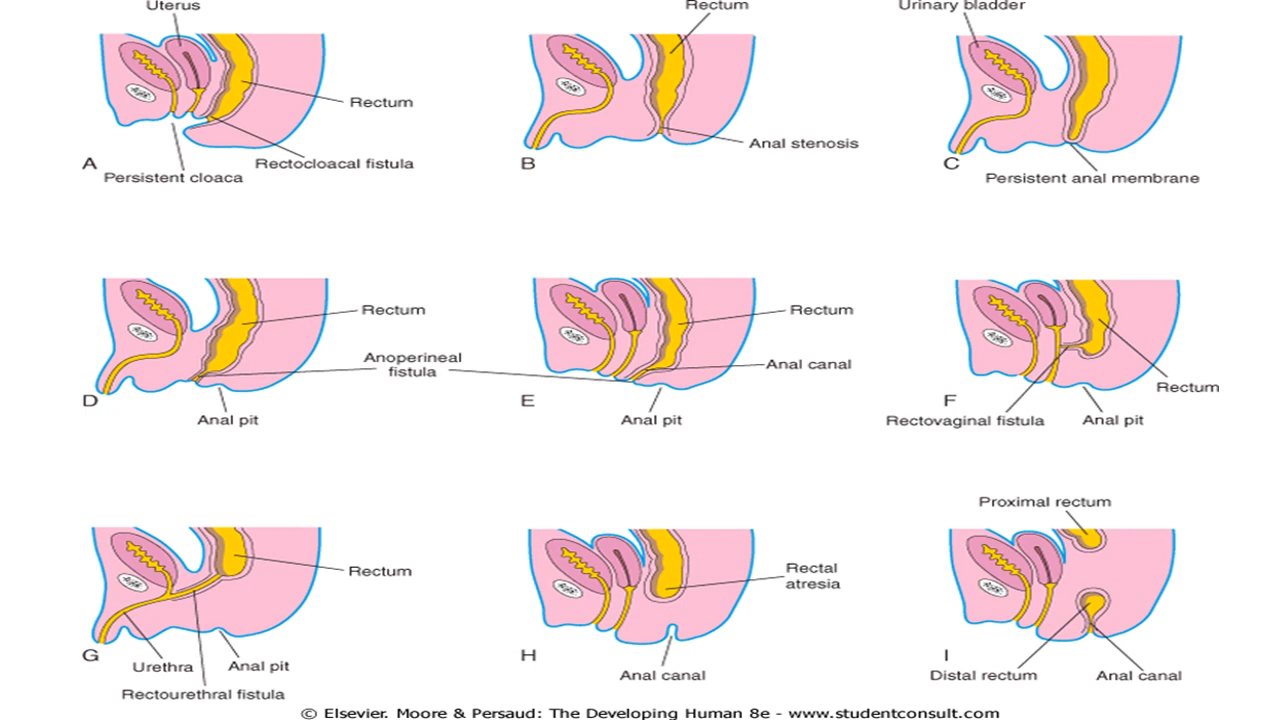 Uterus
Rectum
Rectocloacal fistula
Persistent cloaca
A
Rectum
Anal stenosis
B
Urinary bladder
Persistent anal membrane
C
Rectum
Anoperineal
fistula
Anal pit
D
Rectum
Anal canal
Anal pit
E
Rectum
Rectovaginal fistula
Anal pit
F
Rectum
Urethra
Anal pit
Rectourethral fistula
G
Rectal
atresia
Anal canal
H
Proximal rectum
Distal rectum
Anal canal
I
© Elsevier. Moore & Persaud: The Developing Human 8e - www.studentconsult.com